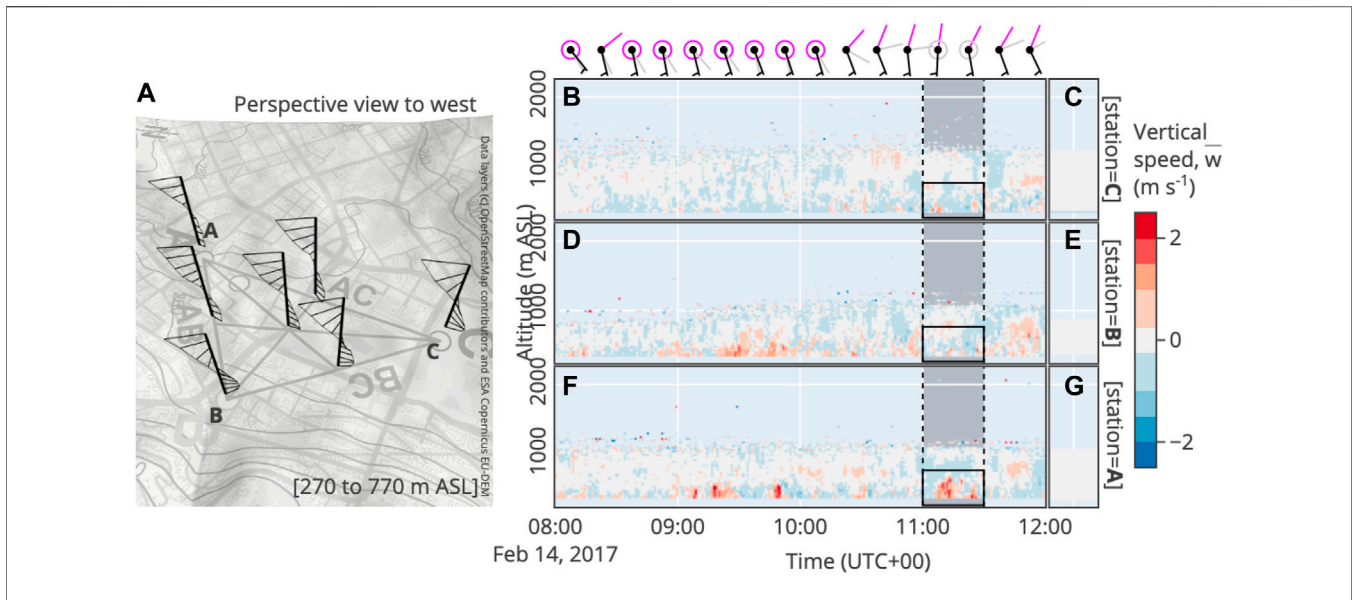 A
Perspective view to west
Data layers (c) OpenStreetMap contributors and ESA Copernicus EU-DEM
N
280
A
A
AB
AC
BC
B
B
C
C
[270 to 770 m ASL]
Altitude (m ASL)
2000
1000
B
C
[station=C]
2000
1000
D
E
[station=B]
2000
1000
F
G
[station=A]
08:00
09:00
10:00
11:00
12:00
Feb 14, 2017
Time (UTC+00)
Vertical
speed, w
(m s-1)
2
0
−2